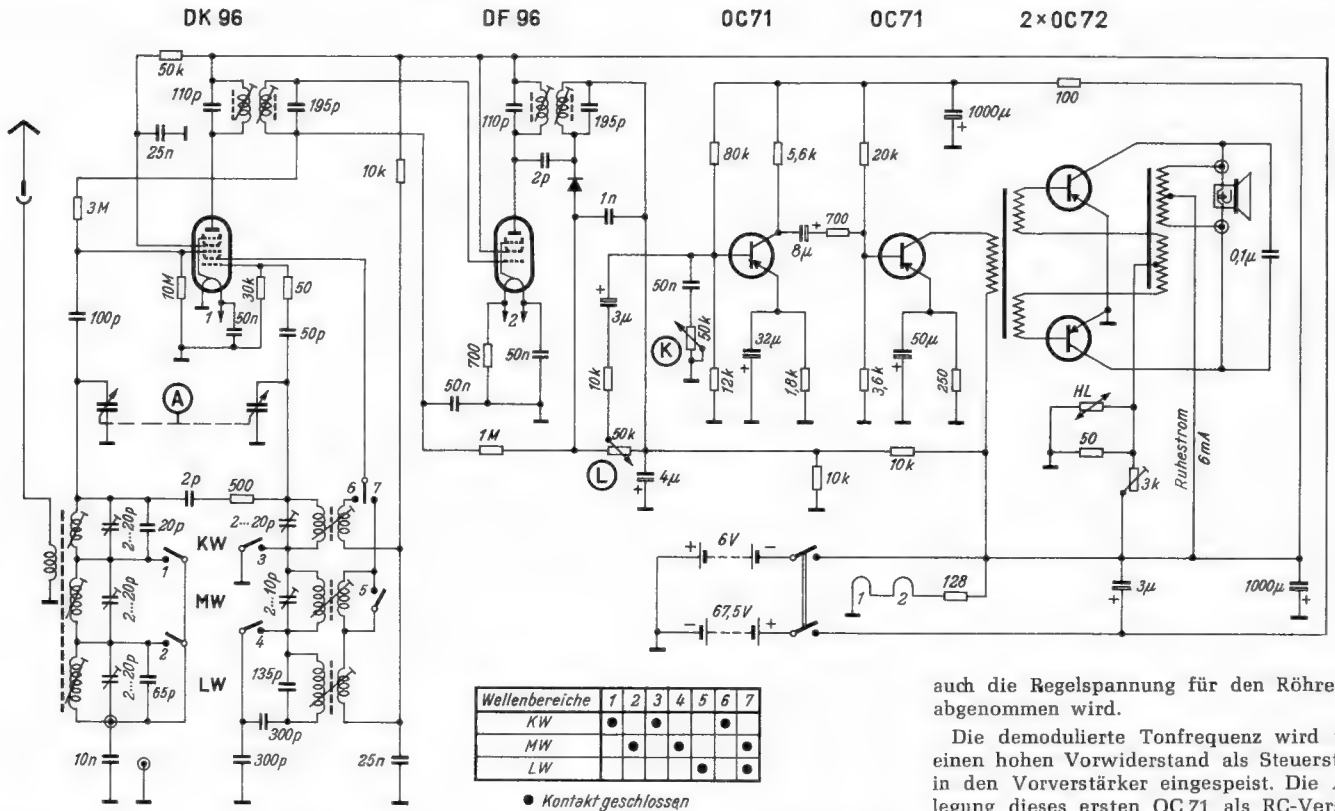 DK 96 DF 96 OC71 OC71 2×OC72
50k
110p 195p 110p 195p 1000µ 100
25n 10k 2p 80k 5,6k 20k
3M 1n 8µ 700
10M 30k 50 50n 0,1µ
100p 1 50n 50p 2 3µ K 50k
700 50n 10k 32µ 50µ
A 50n 12k 1,8k 3,6k 250 HL
1M 50k 50 Ruhestrom 6mA
L 4µ 10k 10k 3k
2p 500 6 7
2...20p 20p 2...20p
KW 3 6V
1
MW 2...10p 5 1 2 128 3µ 1000µ
2...20p 67,5V
2 4
LW 135p
2...20p 65p
300p
10n 300p 25n
Wellenbereiche 1 2 3 4 5 6 7
KW ● ● ●
MW ● ● ●
LW ● ●
● Kontakt geschlossen
auch die Regelspannung für den Röhre
abgenommen wird.
Die demodulierte Tonfrequenz wird
einen hohen Vorwiderstand als Steuerst
in den Vorverstärker eingespeist. Die
legung dieses ersten OC 71 als RC-Vers